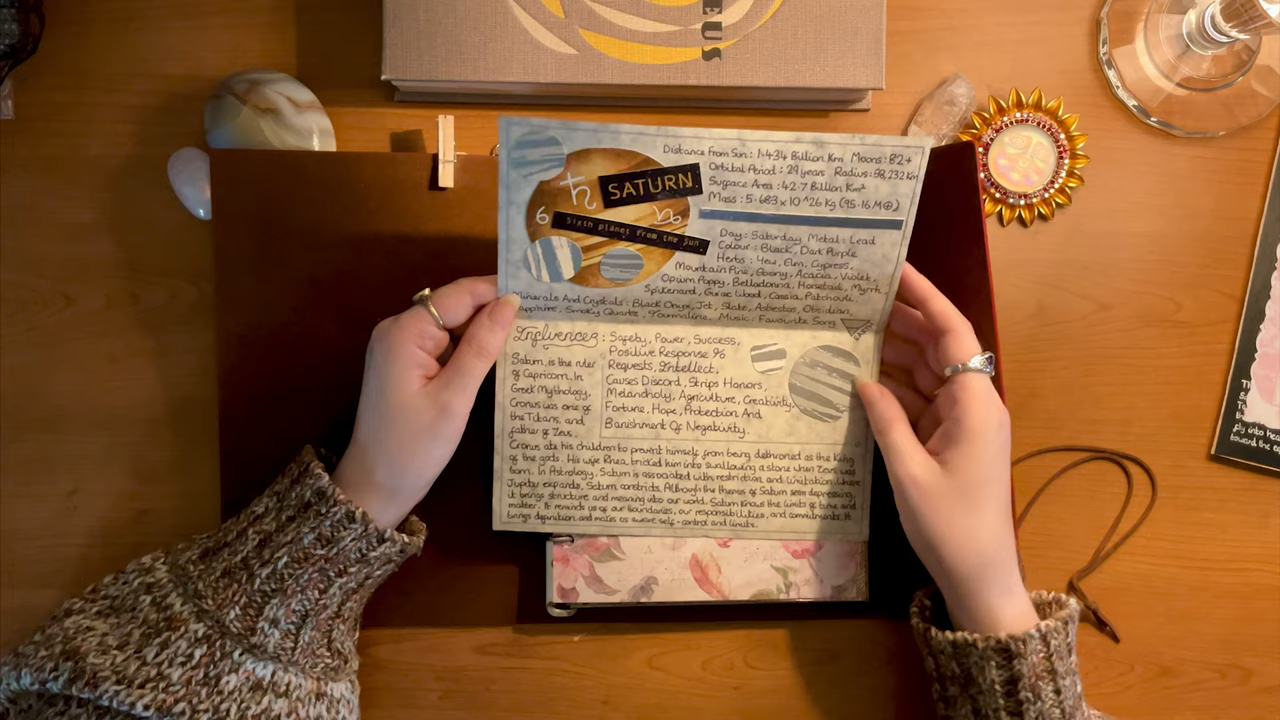 EUS
Distance From Sun: 1.434 Billion Km Moons: 82+
Orbital Period: 29 years Radius: 58,232 Km
Surface Area: 42.7 Billion Km²
Mass: 5.683 x 10^26 Kg (95.16 M⊕)
♄ SATURN
6 ♑
Sixth planet from the Sun
Day: Saturday Metal: Lead
Colour: Black, Dark Purple
Herbs: Yew, Elm, Cypress,
Mountain Pine, Ebony, Acacia, Violet,
Opium Poppy, Belladonna, Horsetail, Myrrh,
Spikenard, Guiac Wood, Cassia, Patchouli.
Minerals And Crystals: Black Onyx, Jet, Slate, Asbestos, Obsidian,
Sapphire, Smoky Quartz, Tourmaline. Music: Favourite Song
EARTH
Influences: Safety, Power, Success,
Positive Response %
Requests, Intellect,
Causes Discord, Strips Honors,
Melancholy, Agriculture, Creativity,
Fortune, Hope, Protection And
Banishment Of Negativity.
Saturn is the ruler
of Capricorn. In
Greek Mythology,
Cronus was one of
the Titans, and
father of Zeus.
Cronus ate his children to prevent himself from being dethroned as the King
of the gods. His wife Rhea, tricked him into swallowing a stone when Zeus was
born. In Astrology, Saturn is associated with restriction and limitation. Where
Jupiter expands, Saturn constricts. Although the themes of Saturn seem depressing,
it brings structure and meaning into our world. Saturn knows the limits of time and
matter. It reminds us of our boundaries, our responsibilities, and commitments. It
brings definition and makes us aware self-control and limits.
fly into
toward the